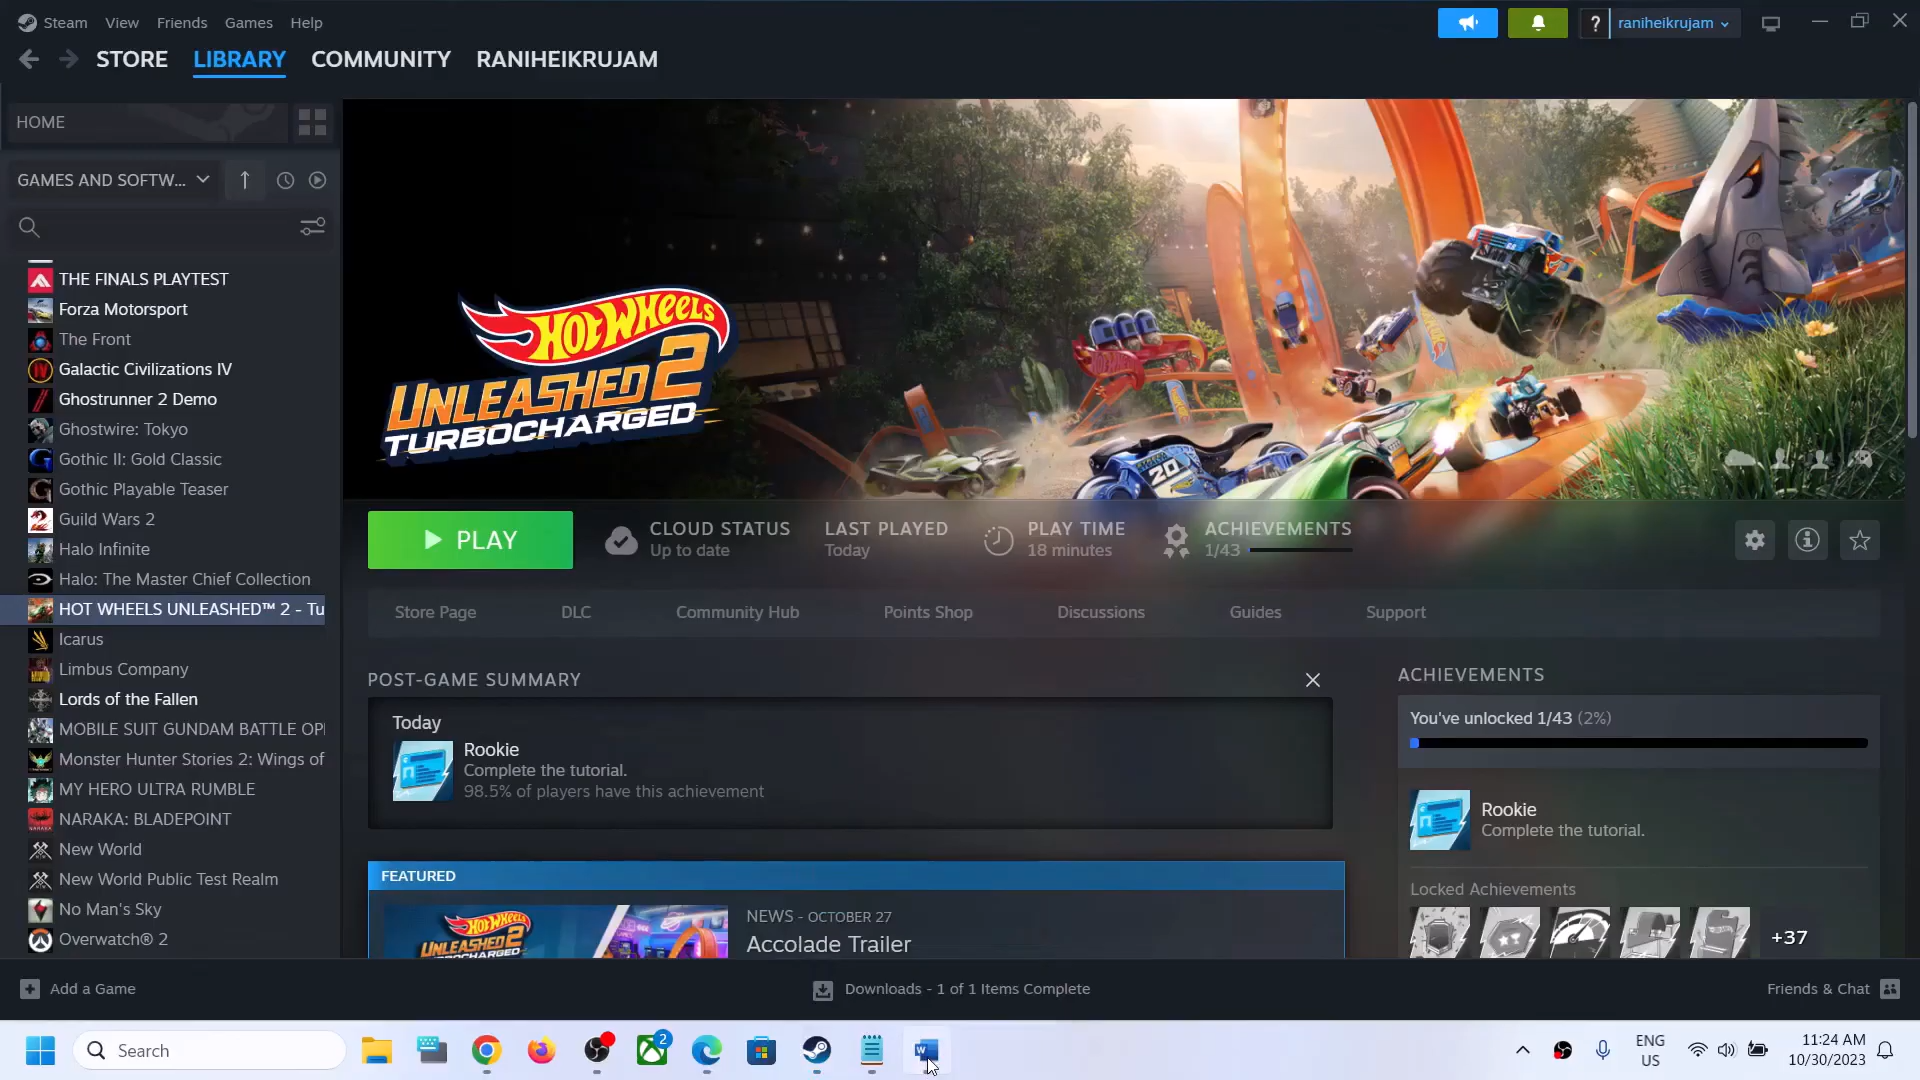 Steam View Friends Games Help
? raniheikrujam
STORE LIBRARY COMMUNITY RANIHEIKRUJAM
HOME
GAMES AND SOFTW...
THE FINALS PLAYTEST
Forza Motorsport
The Front
Galactic Civilizations IV
Ghostrunner 2 Demo
Ghostwire: Tokyo
Gothic II: Gold Classic
Gothic Playable Teaser
Guild Wars 2
Halo Infinite
Halo: The Master Chief Collection
HOT WHEELS UNLEASHED™ 2 - Tu
Icarus
Limbus Company
Lords of the Fallen
MOBILE SUIT GUNDAM BATTLE OP
Monster Hunter Stories 2: Wings of
MY HERO ULTRA RUMBLE
NARAKA: BLADEPOINT
New World
New World Public Test Realm
No Man's Sky
Overwatch® 2
HOT WHEELS
UNLEASHED 2
TURBOCHARGED
20
PLAY
CLOUD STATUS
Up to date
LAST PLAYED
Today
PLAY TIME
18 minutes
ACHIEVEMENTS
1/43
Store Page DLC Community Hub Points Shop Discussions Guides Support
POST-GAME SUMMARY
Today
Rookie
Complete the tutorial.
98.5% of players have this achievement
FEATURED
HOT WHEELS
UNLEASHED 2
TURBOCHARGED
NEWS - OCTOBER 27
Accolade Trailer
ACHIEVEMENTS
You've unlocked 1/43 (2%)
Rookie
Complete the tutorial.
Locked Achievements
+37
Add a Game
Downloads - 1 of 1 Items Complete
Friends & Chat
Search
2
W
ENG
US
11:24 AM
10/30/2023